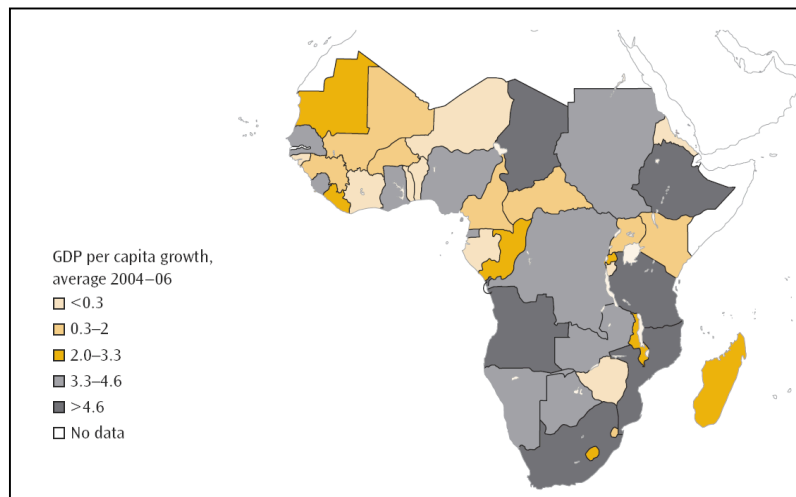 GDP per capita growth,
average 2004–06
<0.3
0.3–2
2.0–3.3
3.3–4.6
>4.6
No data